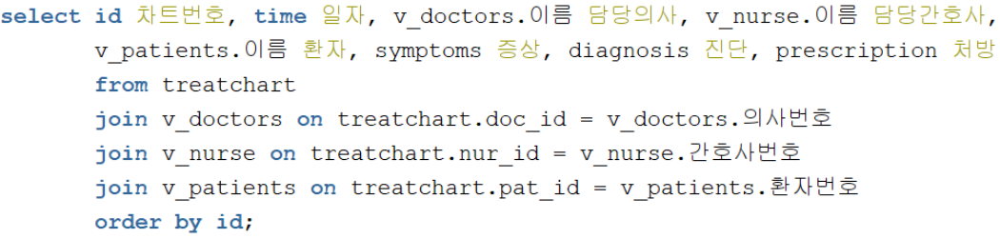 select id 차트번호, time 일자, v_doctors.이름 담당의사, v_nurse.이름 담당간호사,
v_patients.이름 환자, symptoms 증상, diagnosis 진단, prescription 처방
from treatchart
join v_doctors on treatchart.doc_id = v_doctors.의사번호
join v_nurse on treatchart.nur_id = v_nurse.간호사번호
join v_patients on treatchart.pat_id = v_patients.환자번호
order by id;